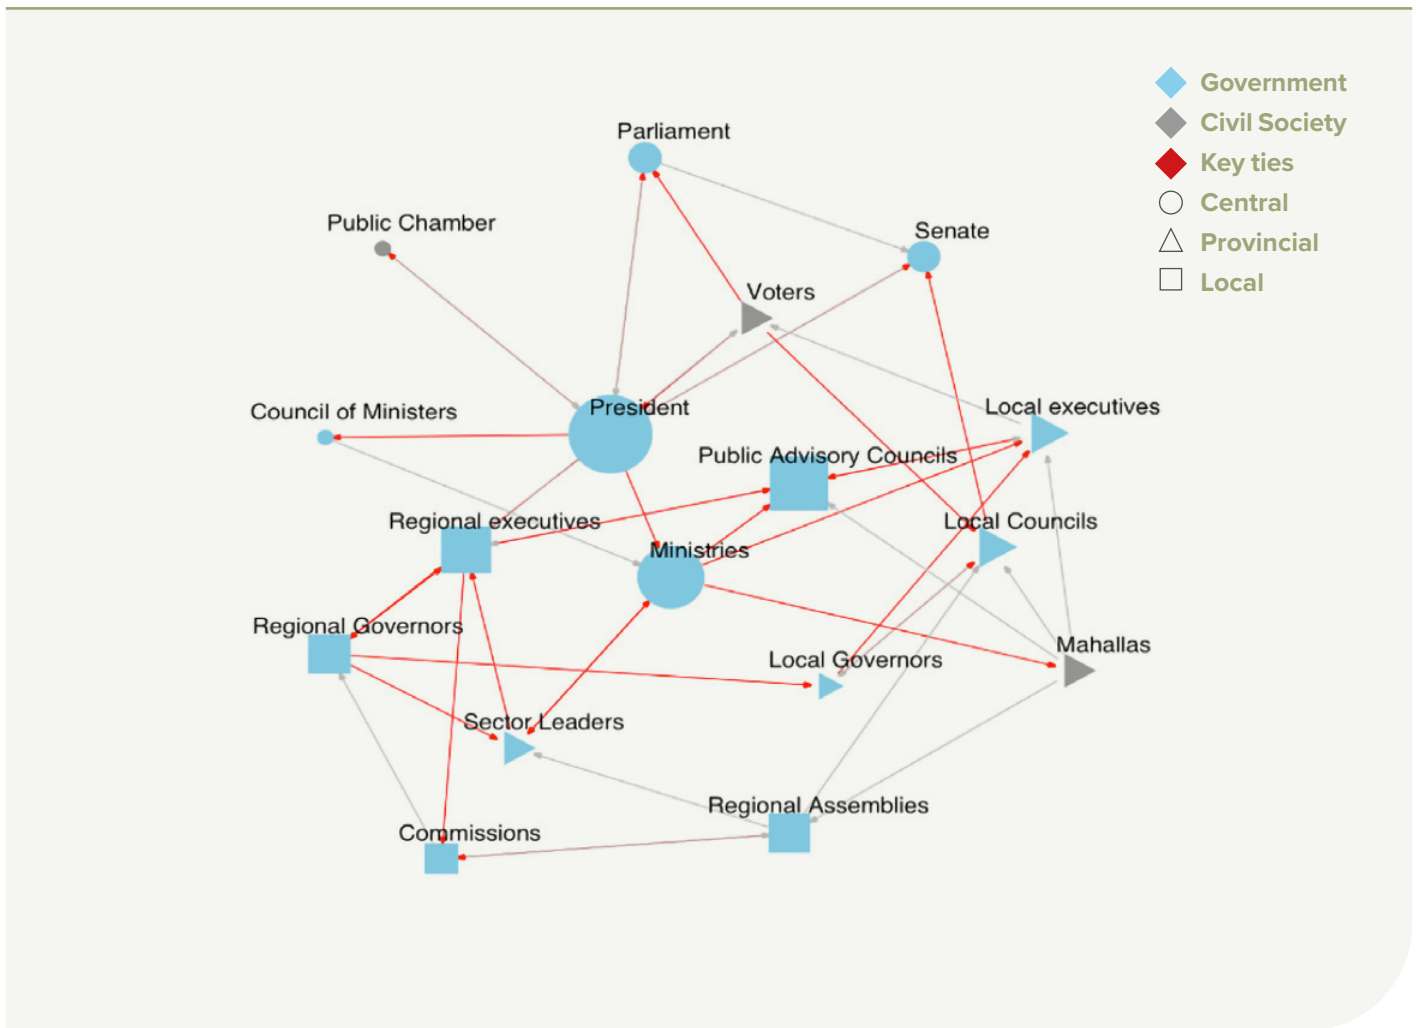 Government
Civil Society
Key ties
Central
Provincial
Local
Parliament
Public Chamber
Senate
Voters
President
Council of Ministers
Local executives
Public Advisory Councils
Regional executives
Local Councils
Ministries
Regional Governors
Mahallas
Local Governors
Sector Leaders
Regional Assemblies
Commissions